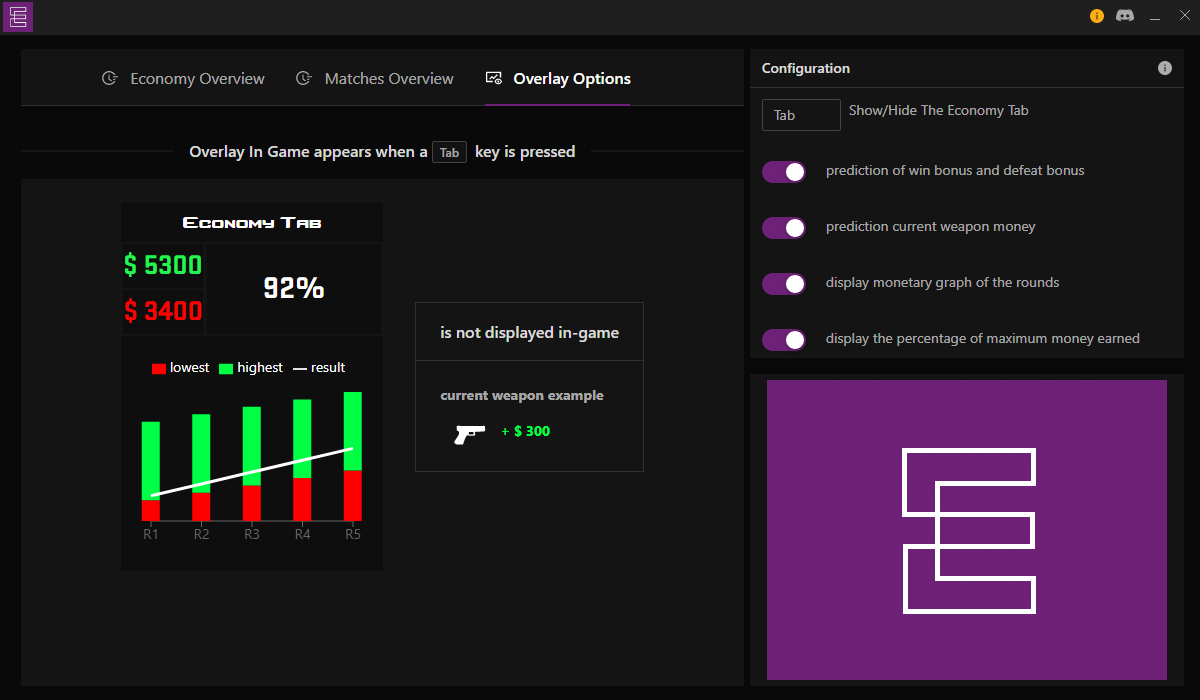 Economy Overview
Matches Overview
Overlay Options
Overlay In Game appears when a Tab key is pressed
Economy Tab
$ 5300
$ 3400
92%
lowest highest result
R1 R2 R3 R4 R5
is not displayed in-game
current weapon example
+ $ 300
Configuration
Tab
Show/Hide The Economy Tab
prediction of win bonus and defeat bonus
prediction current weapon money
display monetary graph of the rounds
display the percentage of maximum money earned